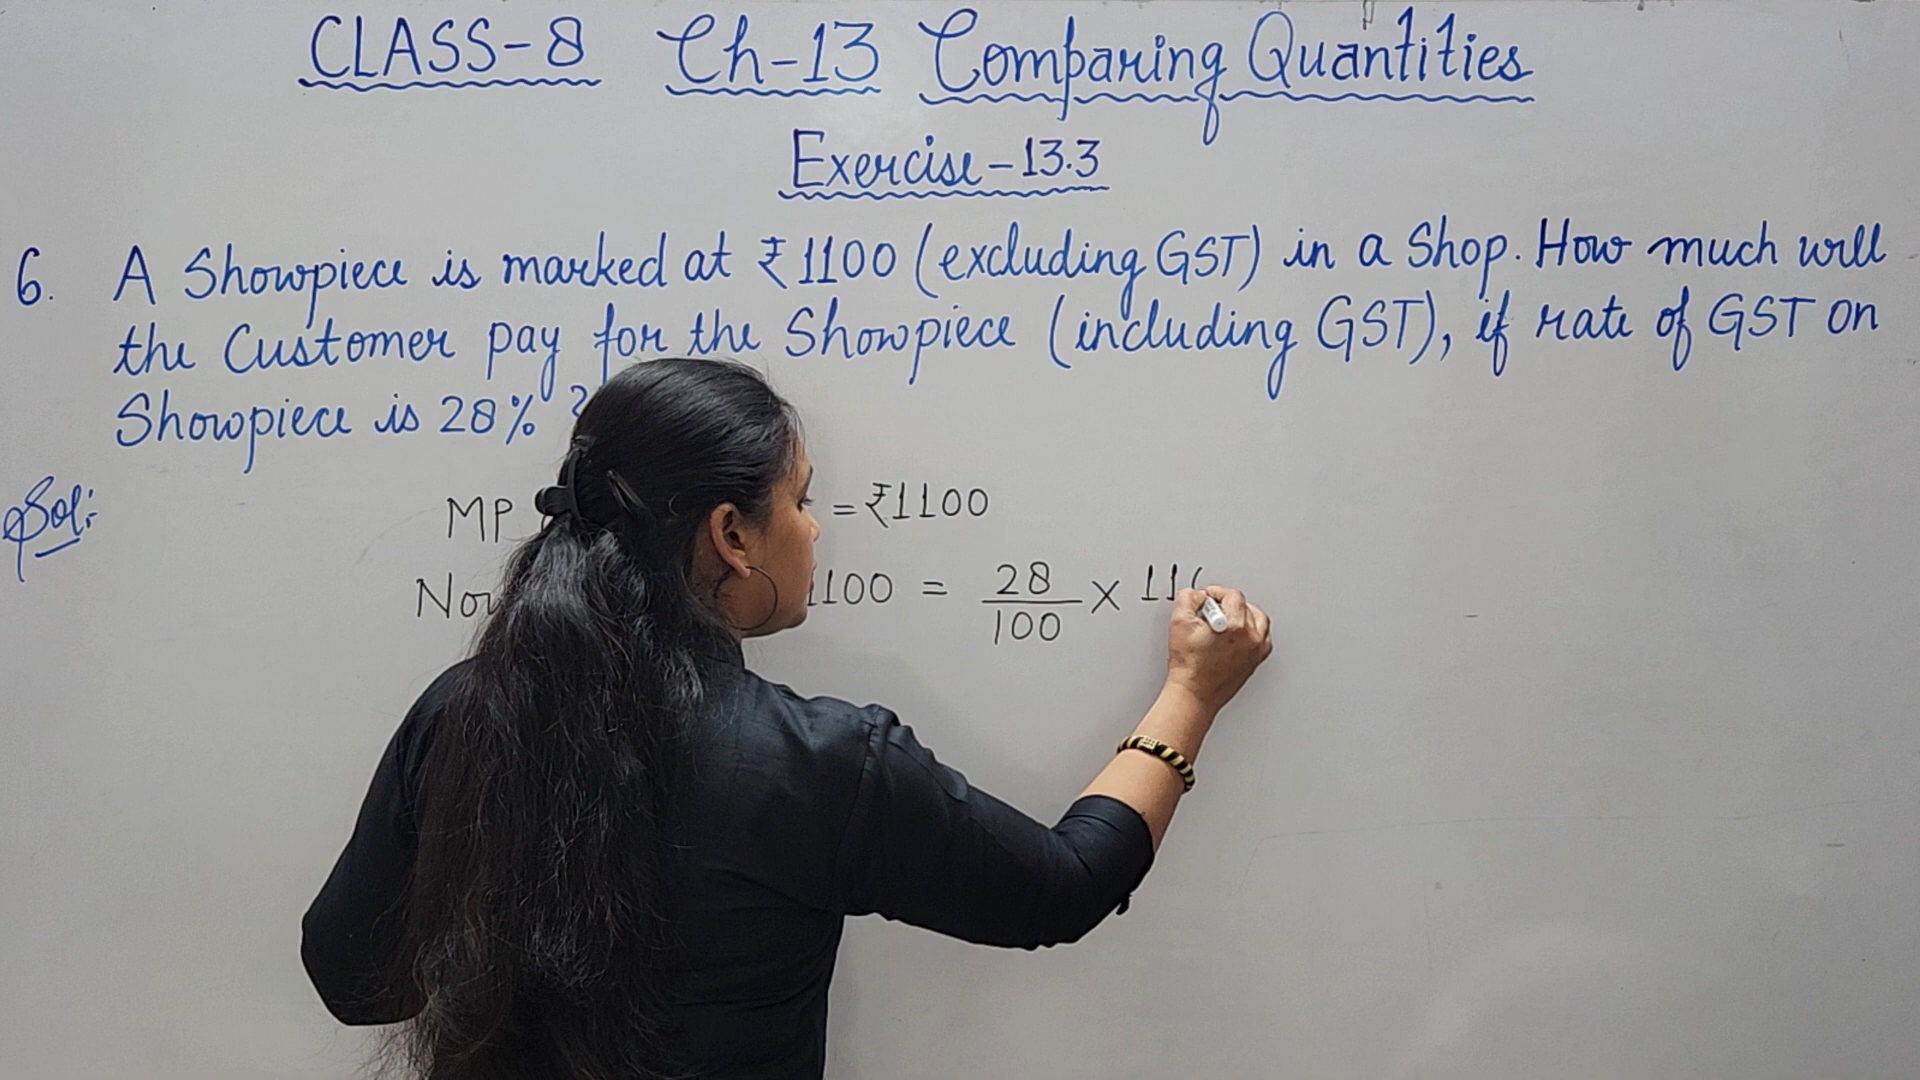 CLASS-8 Ch-13 Comparing Quantities
Exercise-13.3
6. A Showpiece is marked at ₹1100 (excluding GST) in a Shop. How much will
the Customer pay for the Showpiece (including GST), if rate of GST on
Showpiece is 28% ?
Sol:
MP = ₹1100
1100 = 28/100 × 11